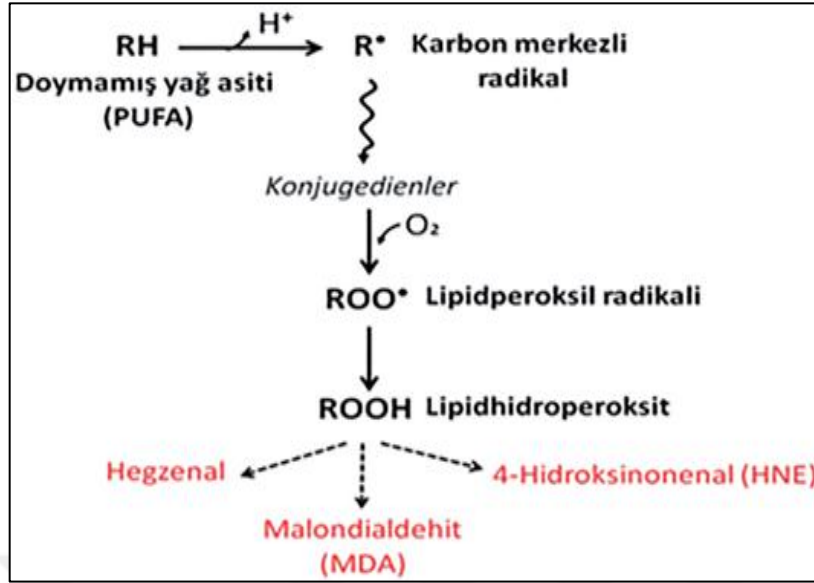 RH H⁺ R• Karbon merkezli
radikal
Doymamış yağ asiti
(PUFA)
Konjugedienler
O₂
ROO• Lipidperoksil radikali
ROOH Lipidhidroperoksit
Hegzenal
4-Hidroksinonenal (HNE)
Malondialdehit
(MDA)